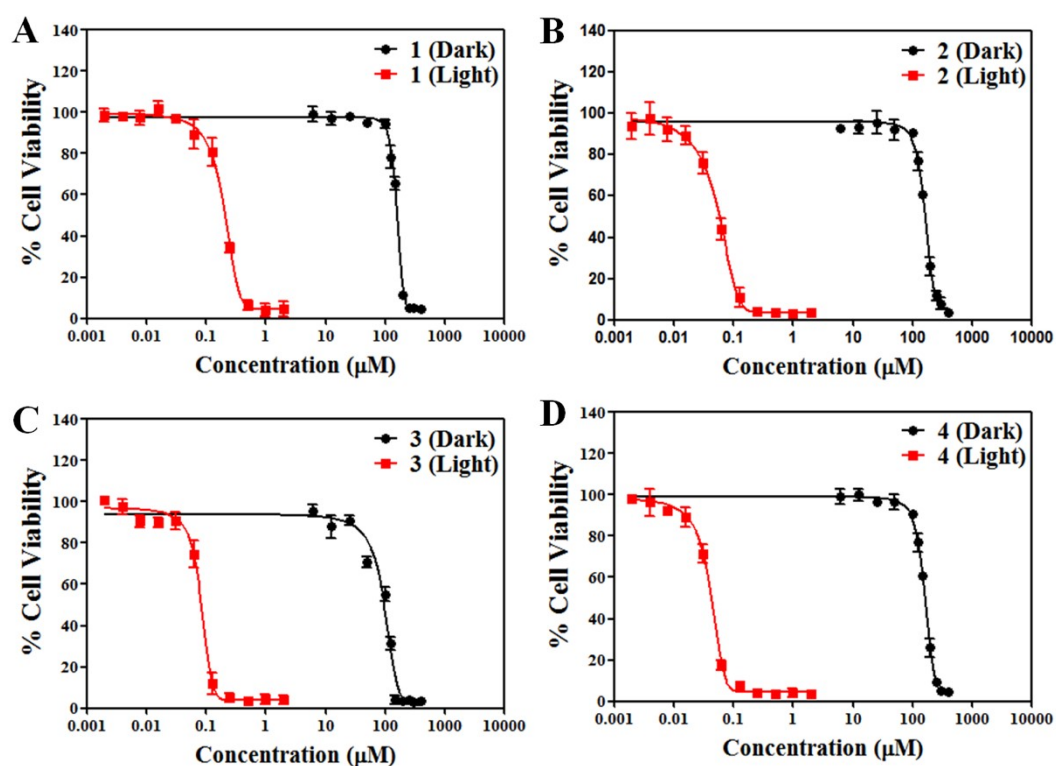 A
140
120
100
80
60
40
20
0
% Cell Viability
1 (Dark)
1 (Light)
0.001 0.01 0.1 1 10 100 1000 10000
Concentration (µM)
B
140
120
100
80
60
40
20
0
% Cell Viability
2 (Dark)
2 (Light)
0.001 0.01 0.1 1 10 100 1000 10000
Concentration (µM)
C
140
120
100
80
60
40
20
0
% Cell Viability
3 (Dark)
3 (Light)
0.001 0.01 0.1 1 10 100 1000 10000
Concentration (µM)
D
140
120
100
80
60
40
20
0
% Cell Viability
4 (Dark)
4 (Light)
0.001 0.01 0.1 1 10 100 1000 10000
Concentration (µM)